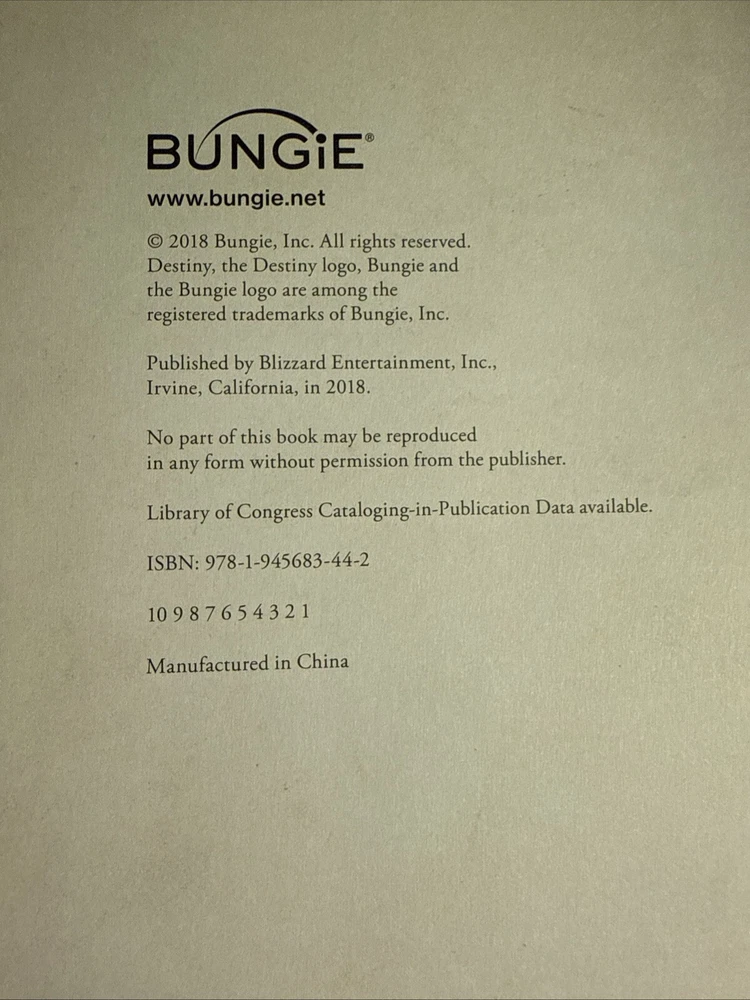 BUNGiE®
www.bungie.net
© 2018 Bungie, Inc. All rights reserved.
Destiny, the Destiny logo, Bungie and
the Bungie logo are among the
registered trademarks of Bungie, Inc.
Published by Blizzard Entertainment, Inc.,
Irvine, California, in 2018.
No part of this book may be reproduced
in any form without permission from the publisher.
Library of Congress Cataloging-in-Publication Data available.
ISBN: 978-1-945683-44-2
10 9 8 7 6 5 4 3 2 1
Manufactured in China